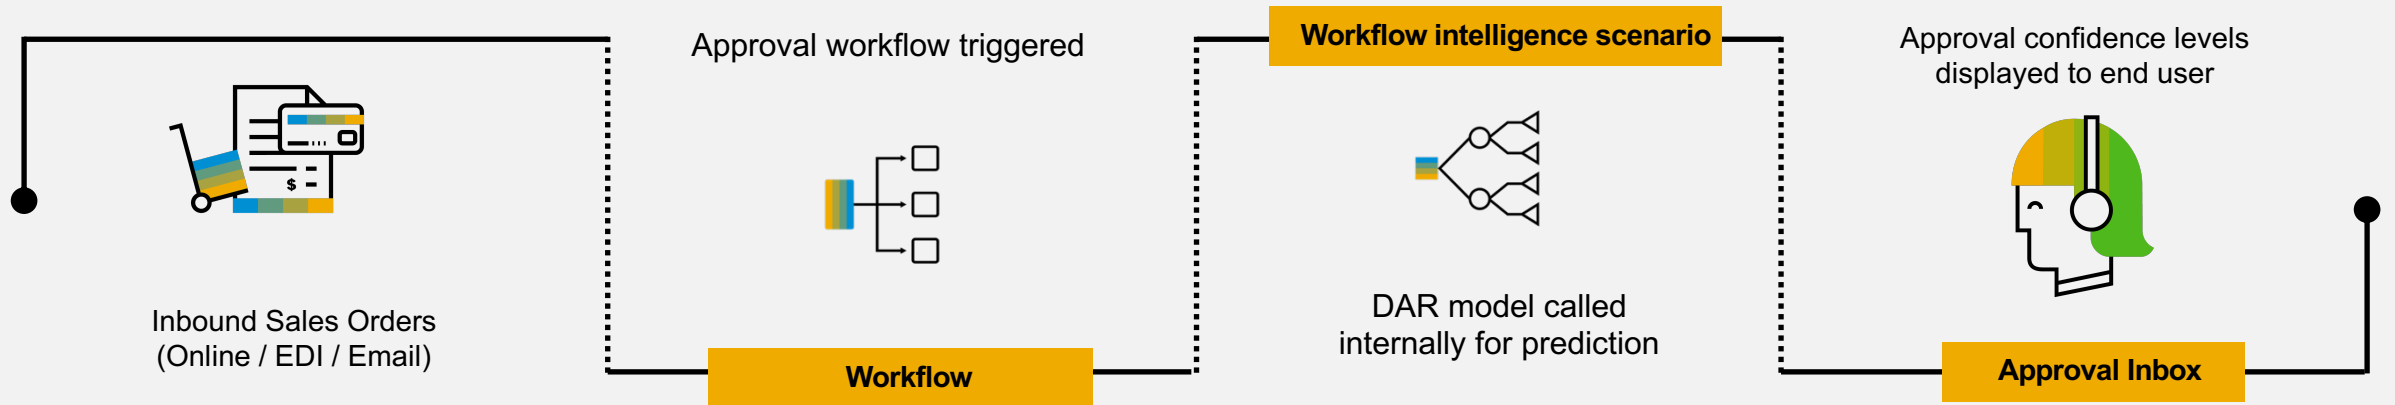 Inbound Sales Orders
(Online / EDI / Email)
$
Approval workflow triggered
Workflow
Workflow intelligence scenario
DAR model called
internally for prediction
Approval confidence levels
displayed to end user
Approval Inbox